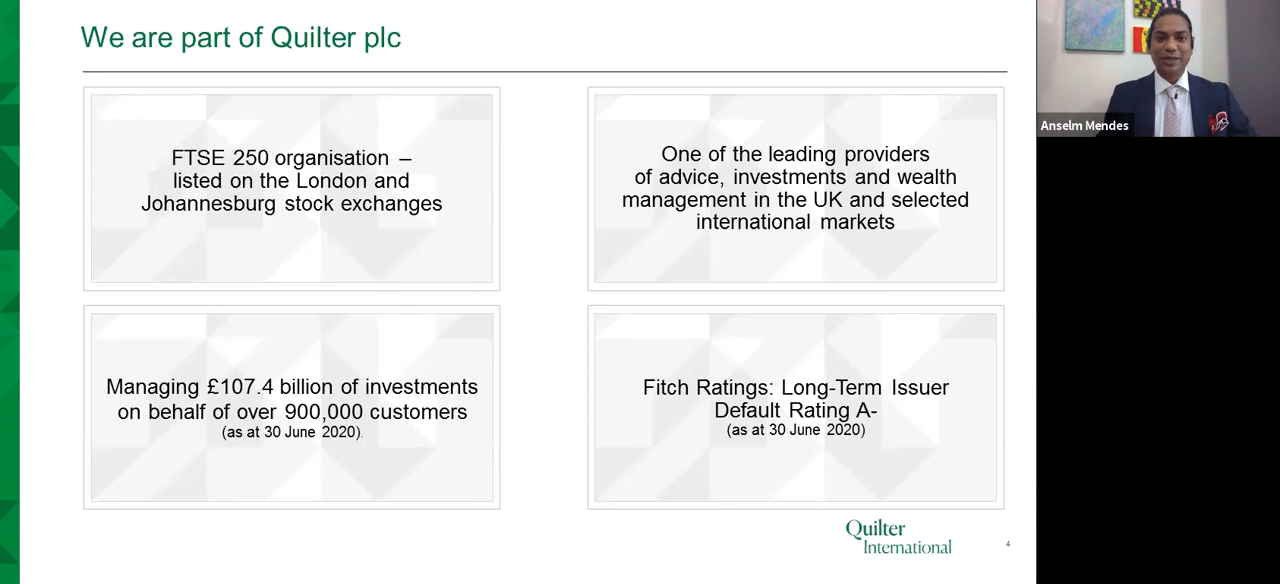 We are part of Quilter plc
FTSE 250 organisation –
listed on the London and
Johannesburg stock exchanges
One of the leading providers
of advice, investments and wealth
management in the UK and selected
international markets
Managing £107.4 billion of investments
on behalf of over 900,000 customers
(as at 30 June 2020).
Fitch Ratings: Long-Term Issuer
Default Rating A-
(as at 30 June 2020)
Quilter
International
4
Anselm Mendes